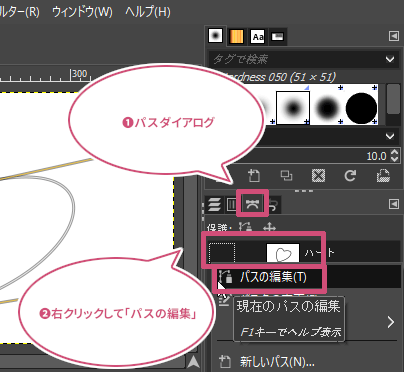 ルター(R) ウィンドウ(W) ヘルプ(H)
300
Aa
タグで検索
rdness 050 (51 × 51)
❶パスダイアログ
10.0
保護:
ハート
パスの編集(T)
❷右クリックして「パスの編集」
現在のパスの編集
F1キーでヘルプ表示
新しいパス(N)...